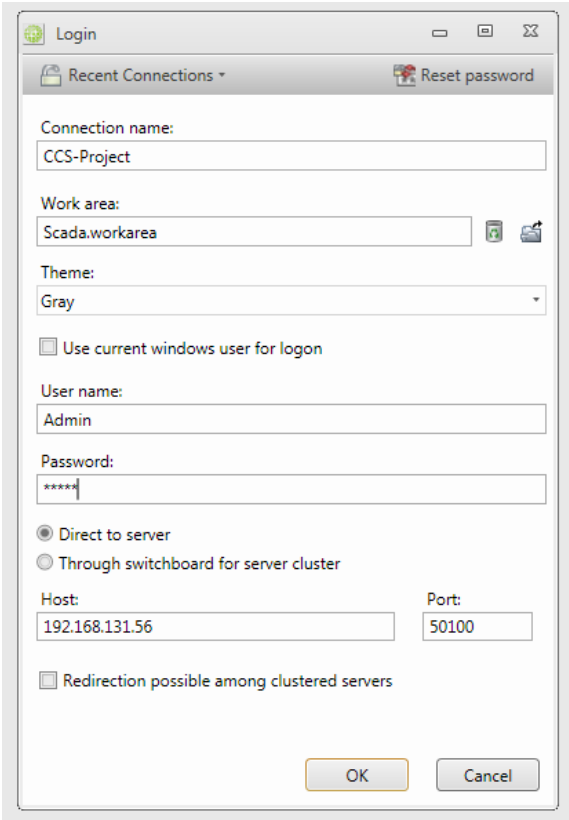 Login
Recent Connections Reset password
Connection name:
CCS-Project
Work area:
Scada.workarea
Theme:
Gray
Use current windows user for logon
User name:
Admin
Password:
*****
Direct to server
Through switchboard for server cluster
Host: Port:
192.168.131.56 50100
Redirection possible among clustered servers
OK Cancel